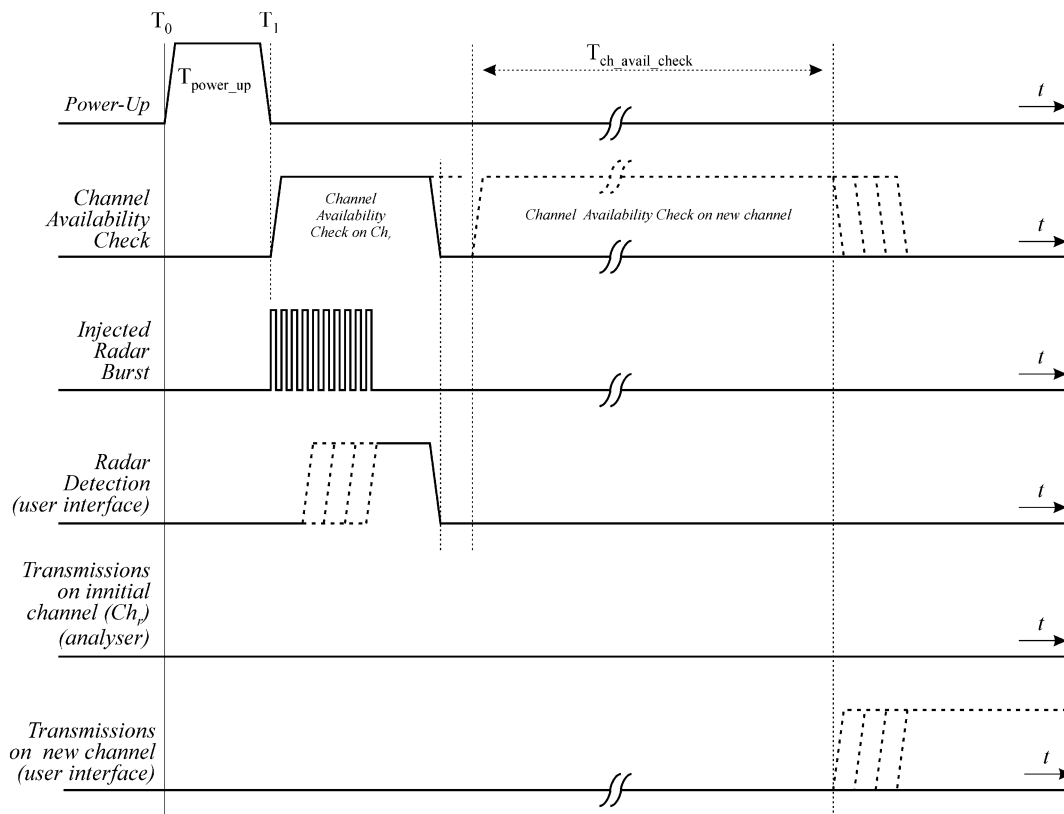 T0 T1
Tch_avail_check
Tpower_up
Power-Up
t
Channel
Availability
Check
Channel
Availability
Check on Chr
Channel Availability Check on new channel
t
Injected
Radar
Burst
t
Radar
Detection
(user interface)
t
Transmissions
on innitial
channel (Chr)
(analyser)
t
Transmissions
on new channel
(user interface)
t